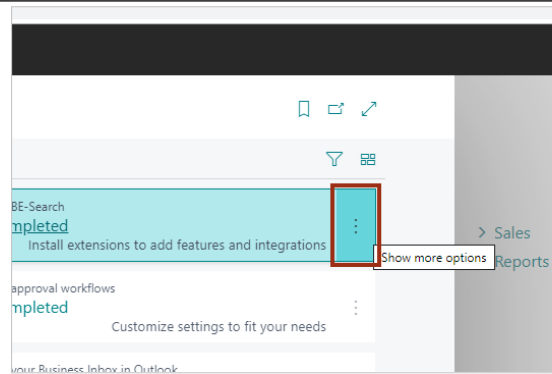 BE-Search
mpleted
Install extensions to add features and integrations
Sales
Show more options
Reports
approval workflows
mpleted
Customize settings to fit your needs
your Business Inbox in Outlook